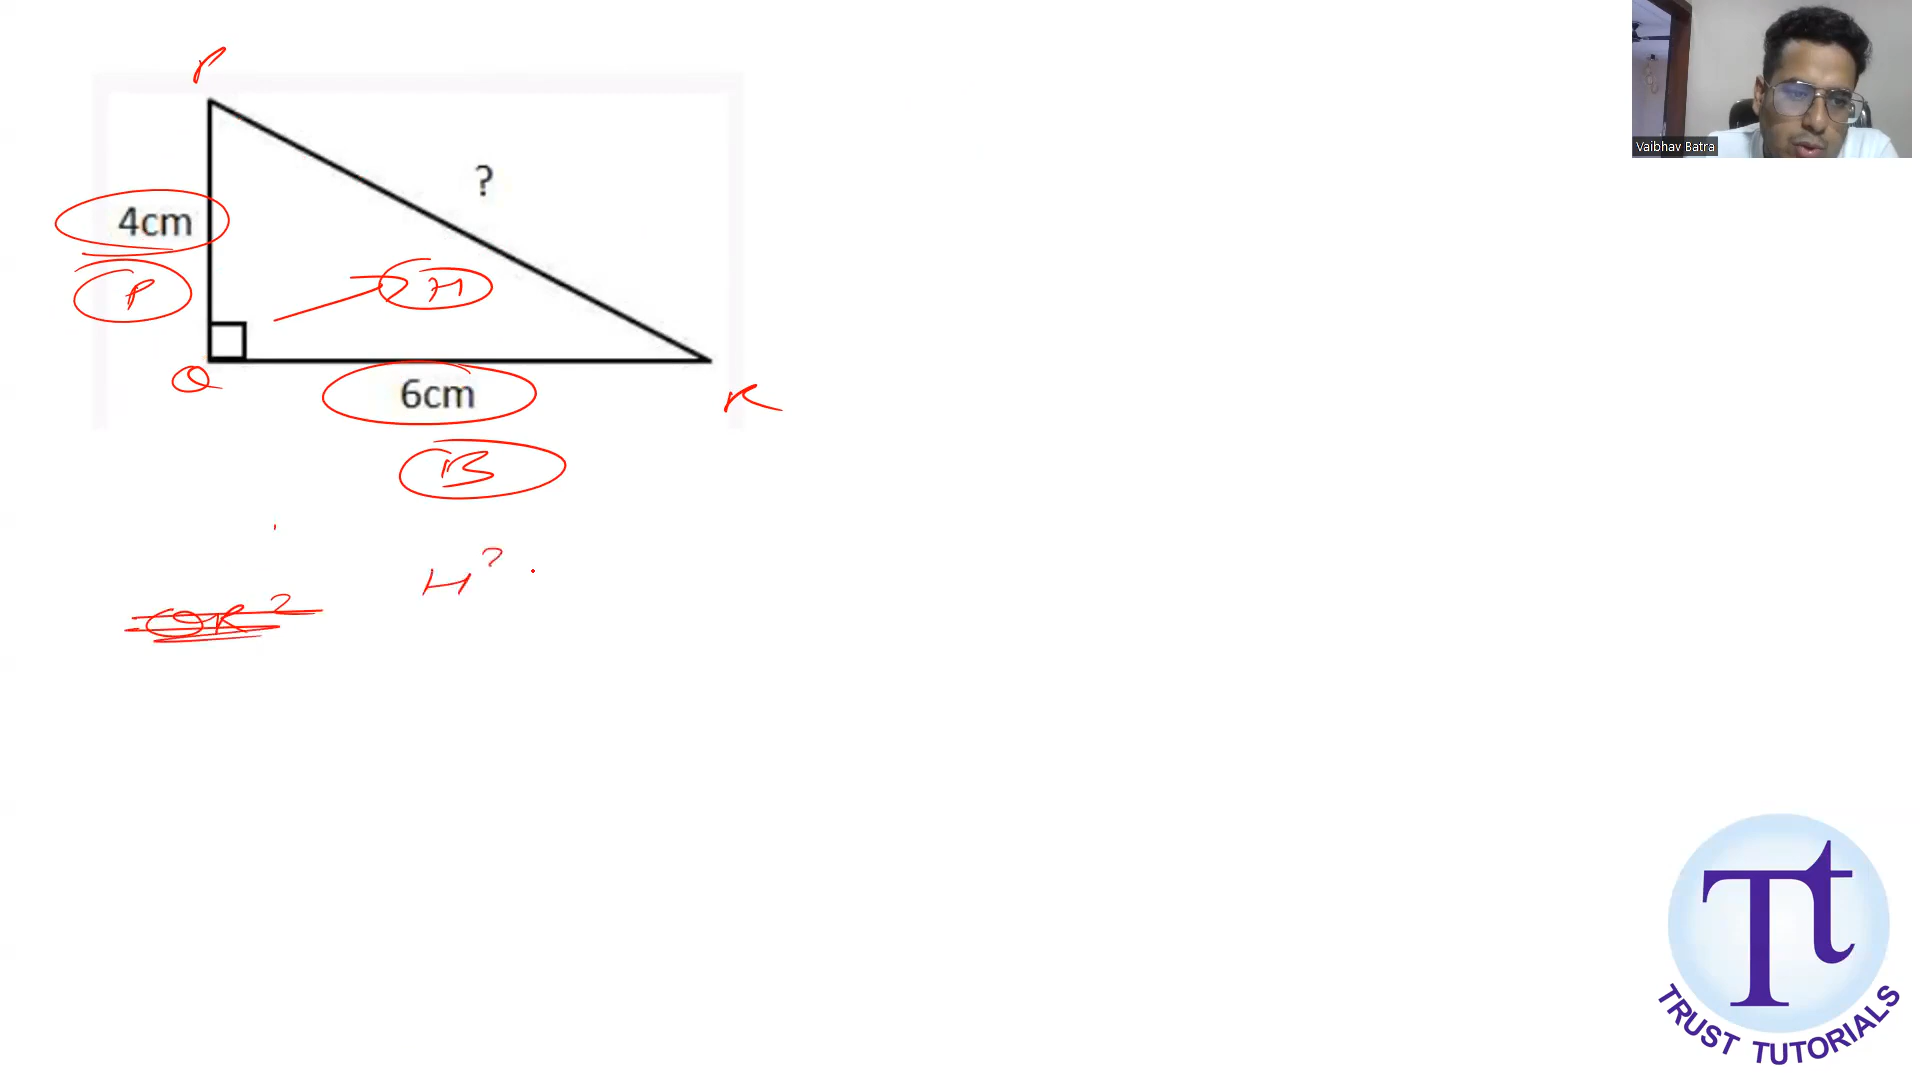 P
Vaibhav Batra
?
4cm
P
H
Q
6cm
R
B
H²
QR²
Tt
TRUST TUTORIALS